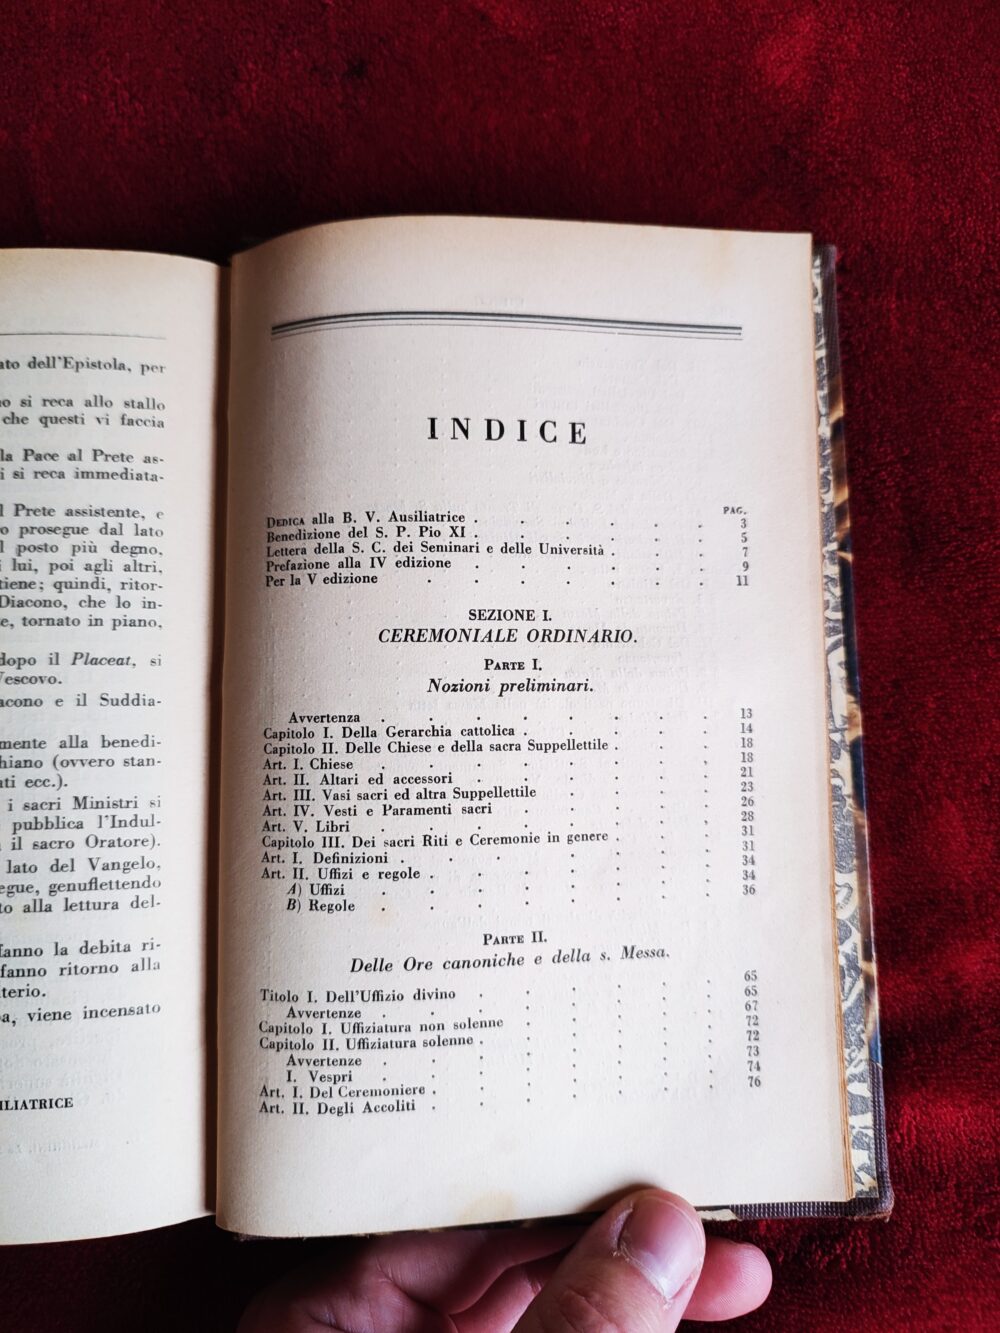 ato dell'Epistola, per
o si reca allo stallo
che questi vi faccia
la Pace al Prete as-
i si reca immediata-
l Prete assistente, e
o prosegue dal lato
l posto più degno,
i lui, poi agli altri,
tiene; quindi, ritor-
Diacono, che lo in-
e, tornato in piano,
dopo il Placeat, si
Vescovo.
acono e il Suddia-
mente alla benedi-
hiano (ovvero stan-
ati ecc.).
i sacri Ministri si
pubblica l'Indul-
il sacro Oratore).
lato del Vangelo,
egue, genuflettendo
to alla lettura del-
fanno la debita ri-
fanno ritorno alla
terio.
a, viene incensato
ILIATRICE
INDICE
PAG.
DEDICA alla B. V. Ausiliatrice . . . . . 3
Benedizione del S. P. Pio XI . . . . . 5
Lettera della S. C. dei Seminari e delle Università . . . 7
Prefazione alla IV edizione . . . . . 9
Per la V edizione . . . . . 11
SEZIONE I.
CEREMONIALE ORDINARIO.
PARTE I.
Nozioni preliminari.
Avvertenza . . . . . . . 13
Capitolo I. Della Gerarchia cattolica . . . . . 14
Capitolo II. Delle Chiese e della sacra Suppellettile . . . 18
Art. I. Chiese . . . . . . . 18
Art. II. Altari ed accessori . . . . . 21
Art. III. Vasi sacri ed altra Suppellettile . . . . 23
Art. IV. Vesti e Paramenti sacri . . . . . 26
Art. V. Libri . . . . . . . 28
Capitolo III. Dei sacri Riti e Ceremonie in genere . . . 31
Art. I. Definizioni . . . . . . . 31
Art. II. Uffizi e regole . . . . . . 34
A) Uffizi . . . . . . . 34
B) Regole . . . . . . . 36
PARTE II.
Delle Ore canoniche e della s. Messa.
Titolo I. Dell'Uffizio divino . . . . . 65
Avvertenze . . . . . . . 65
Capitolo I. Uffiziatura non solenne . . . . . 67
Capitolo II. Uffiziatura solenne . . . . . 72
Avvertenze . . . . . . . 72
I. Vespri . . . . . . . 73
Art. I. Del Ceremoniere . . . . . . 74
Art. II. Degli Accoliti . . . . . . 76